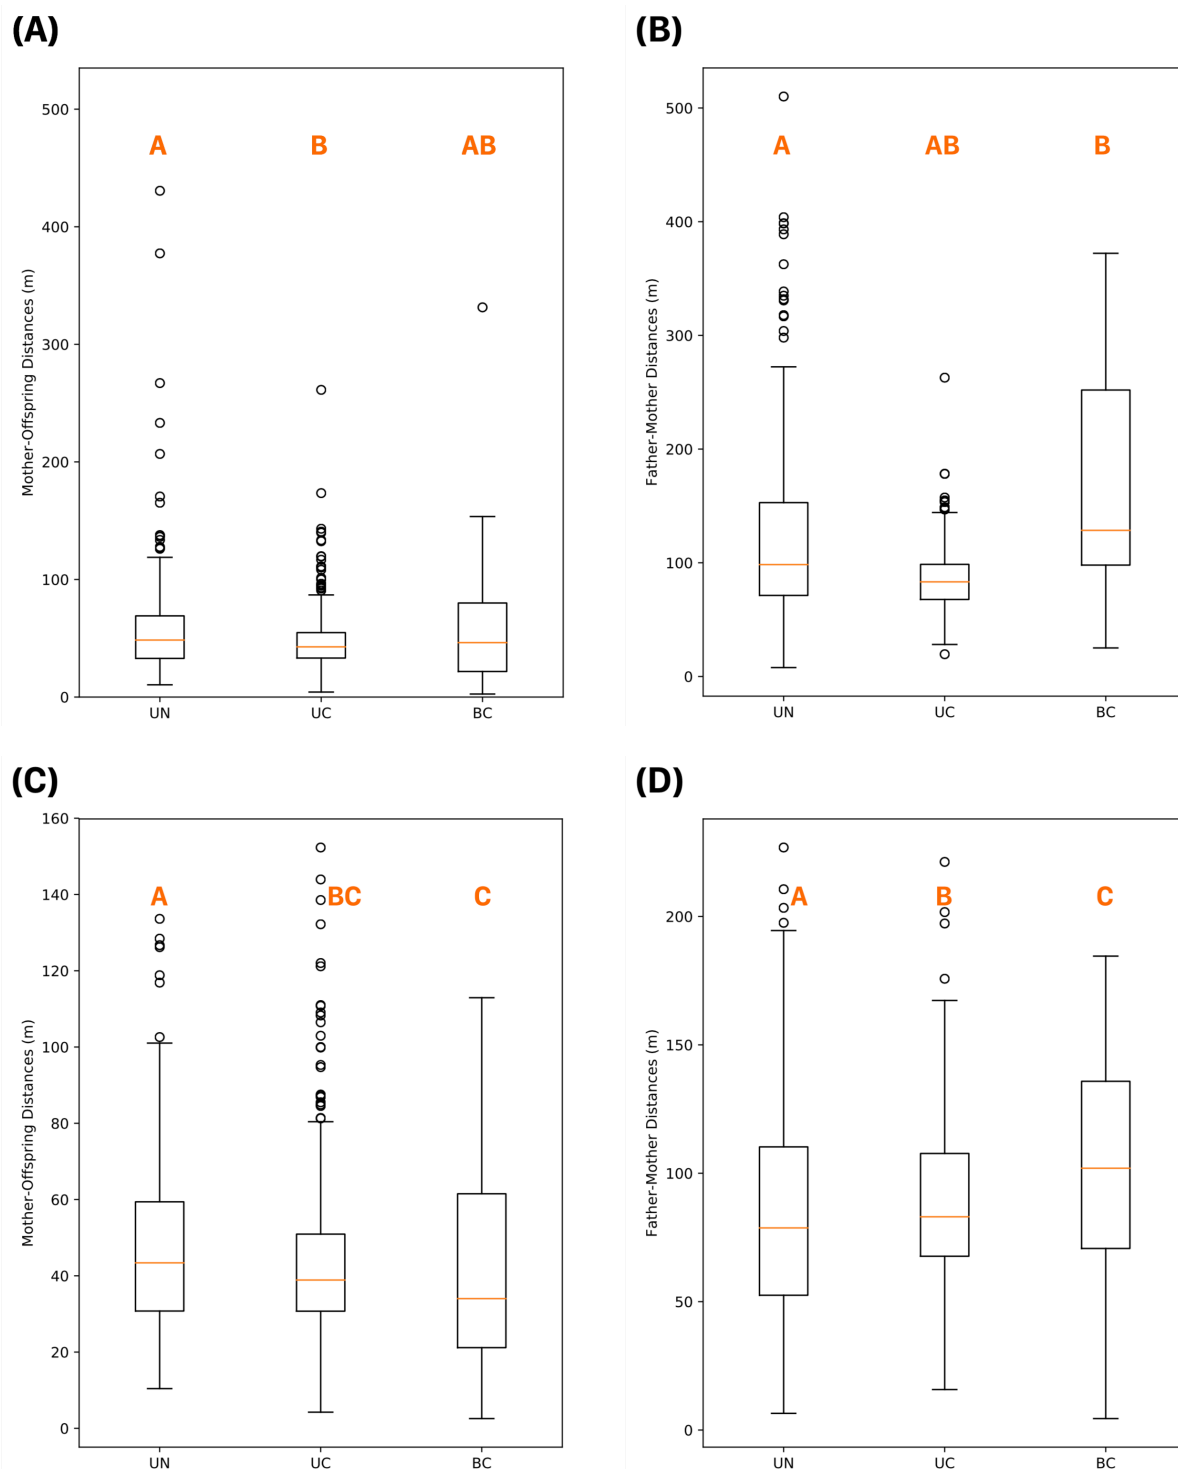 (A)
(B)
500
400
300
200
100
0
Mother-Offspring Distances (m)
A
B
AB
UN
UC
BC
500
400
300
200
100
0
Father-Mother Distances (m)
A
AB
B
UN
UC
BC
(C)
(D)
160
140
120
100
80
60
40
20
0
Mother-Offspring Distances (m)
A
BC
C
UN
UC
BC
200
150
100
50
0
Father-Mother Distances (m)
A
B
C
UN
UC
BC